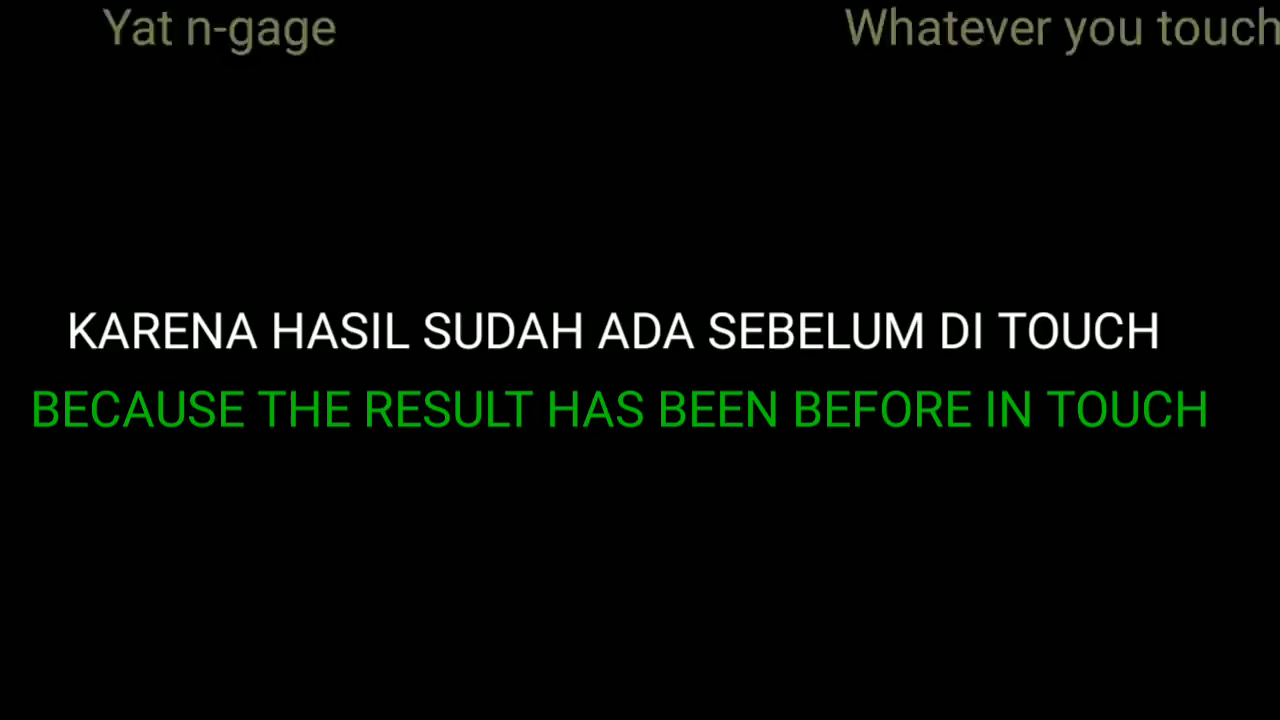 Yat n-gage Whatever you touch
KARENA HASIL SUDAH ADA SEBELUM DI TOUCH
BECAUSE THE RESULT HAS BEEN BEFORE IN TOUCH